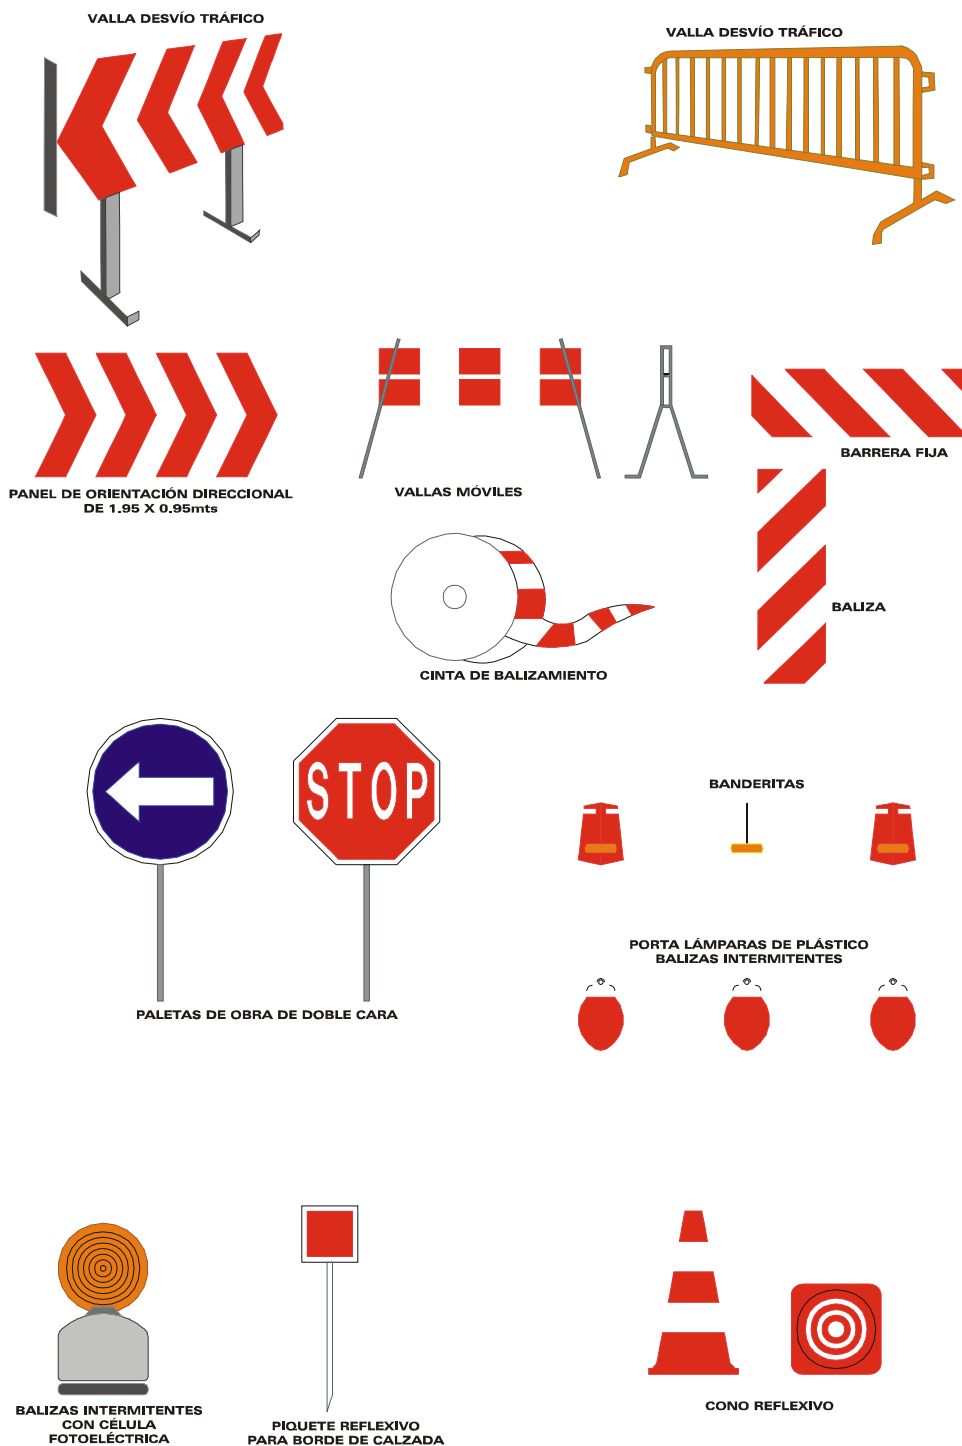 VALLA DESVÍO TRÁFICO
VALLA DESVÍO TRÁFICO
PANEL DE ORIENTACIÓN DIRECCIONAL
DE 1.95 X 0.95mts
VALLAS MÓVILES
BARRERA FIJA
BALIZA
CINTA DE BALIZAMIENTO
STOP
PALETAS DE OBRA DE DOBLE CARA
BANDERITAS
PORTA LÁMPARAS DE PLÁSTICO
BALIZAS INTERMITENTES
BALIZAS INTERMITENTES
CON CÉLULA
FOTOELÉCTRICA
PIQUETE REFLEXIVO
PARA BORDE DE CALZADA
CONO REFLEXIVO